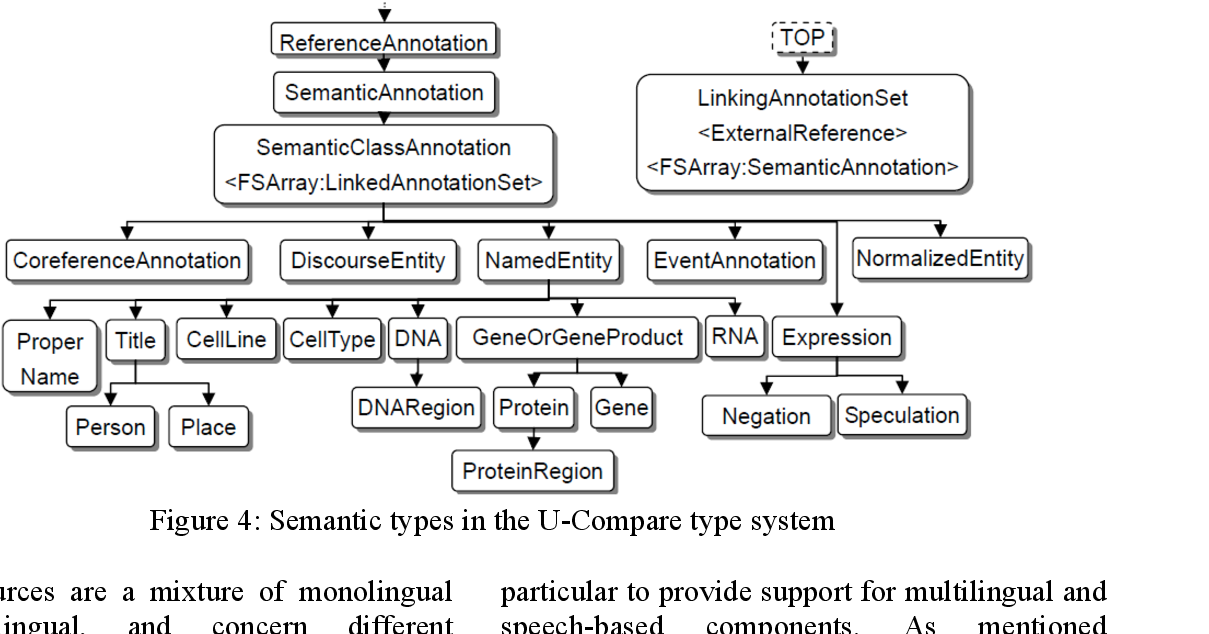 ReferenceAnnotation
TOP
SemanticAnnotation
LinkingAnnotationSet
<ExternalReference>
<FSArray:SemanticAnnotation>
SemanticClassAnnotation
<FSArray:LinkedAnnotationSet>
CoreferenceAnnotation
DiscourseEntity
NamedEntity
EventAnnotation
NormalizedEntity
Proper
Name
Title
CellLine
CellType
DNA
GeneOrGeneProduct
RNA
Expression
Person
Place
DNARegion
Protein
Gene
Negation
Speculation
ProteinRegion
Figure 4: Semantic types in the U-Compare type system
urces are a mixture of monolingual
lingual, and concern different
particular to provide support for multilingual and
speech-based components. As mentioned